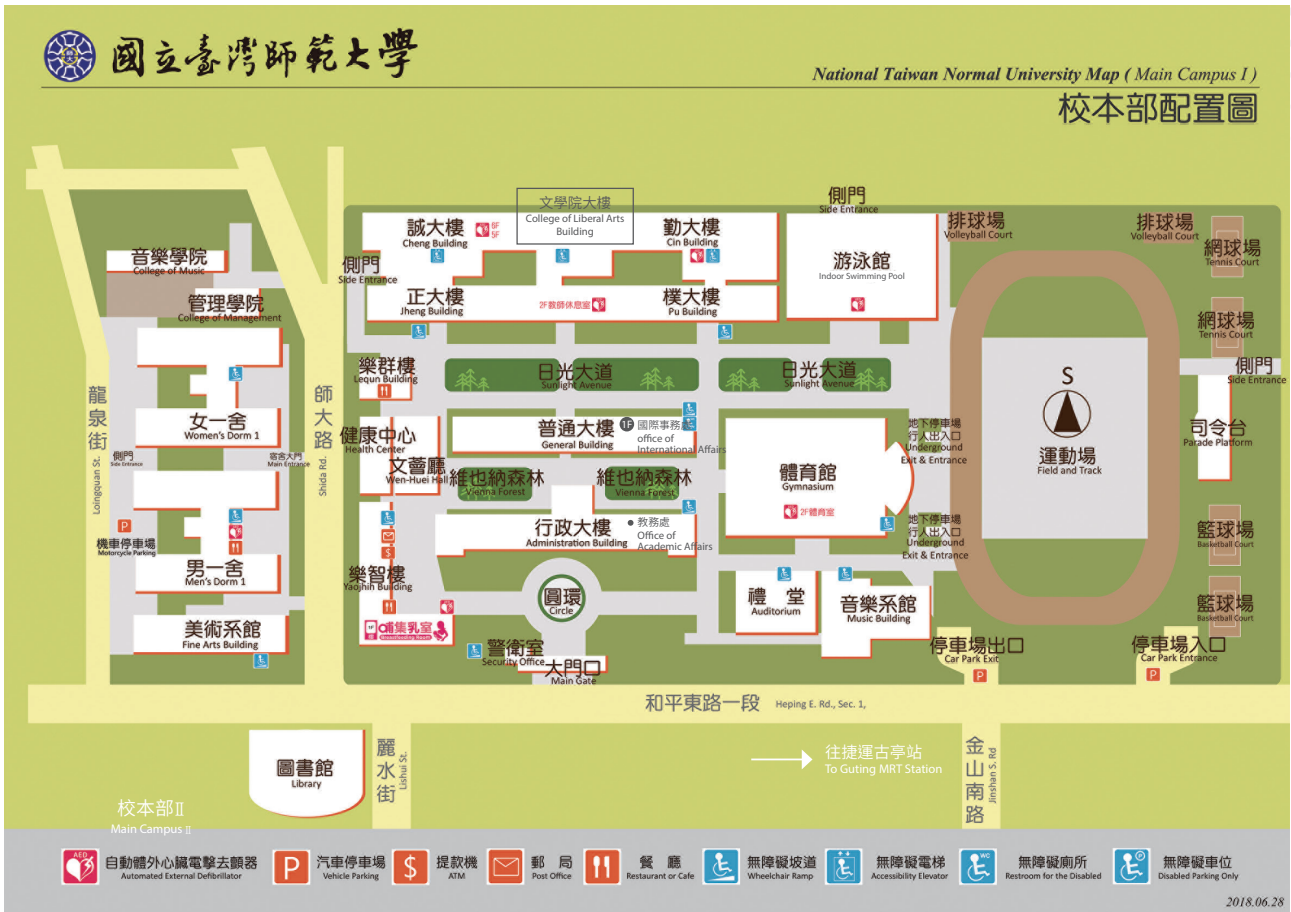 國立臺灣師範大學
National Taiwan Normal University Map ( Main Campus I )
校本部配置圖
文學院大樓
College of Liberal Arts
Building
誠大樓
Cheng Building
6F
5F
勤大樓
Cin Building
側門
Side Entrance
排球場
Volleyball Court
排球場
Volleyball Court
網球場
Tennis Court
音樂學院
College of Music
側門
Side Entrance
游泳館
Indoor Swimming Pool
管理學院
College of Management
正大樓
Jheng Building
2F教師休息室
樸大樓
Pu Building
網球場
Tennis Court
樂群樓
Lequn Building
日光大道
Sunlight Avenue
日光大道
Sunlight Avenue
側門
Side Entrance
S
龍泉街
Loingquan St.
師大路
Shida Rd.
女一舍
Women's Dorm 1
健康中心
Health Center
普通大樓
General Building
1F 國際事務處
office of
International Affairs
地下停車場
行人出入口
Underground
Exit & Entrance
運動場
Field and Track
司令台
Parade Platform
側門
Side Entrance
宿舍大門
Main Entrance
文薈廳
Wen-Huei Hall
維也納森林
Vienna Forest
維也納森林
Vienna Forest
體育館
Gymnasium
2F體育室
P
機車停車場
Motorcycle Parking
行政大樓
Administration Building
教務處
Office of
Academic Affairs
地下停車場
行人出入口
Underground
Exit & Entrance
籃球場
Basketball Court
$
男一舍
Men's Dorm 1
樂智樓
Yaojhih Building
圓環
Circle
禮 堂
Auditorium
音樂系館
Music Building
籃球場
Basketball Court
美術系館
Fine Arts Building
哺集乳室
Breastfeeding Room
警衛室
Security Office
大門口
Main Gate
停車場出口
Car Park Exit
P
停車場入口
Car Park Entrance
P
和平東路一段 Heping E. Rd., Sec. 1,
圖書館
Library
麗水街
Lishui St.
往捷運古亭站
To Guting MRT Station
金山南路
Jinshan S. Rd
校本部Ⅱ
Main Campus Ⅱ
AED
自動體外心臟電擊去顫器
Automated External Defibrillator
P
汽車停車場
Vehicle Parking
$
提款機
ATM
郵 局
Post Office
餐 廳
Restaurant or Cafe
無障礙坡道
Wheelchair Ramp
無障礙電梯
Accessibility Elevator
WC
無障礙廁所
Restroom for the Disabled
P
無障礙車位
Disabled Parking Only
2018.06.28